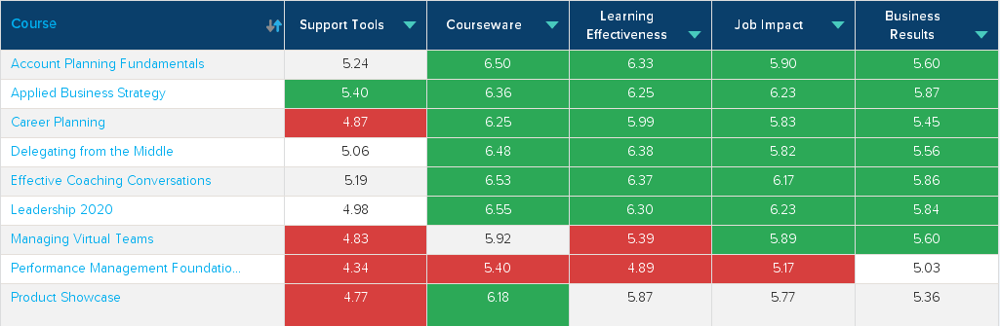 Course Support Tools Courseware Learning Effectiveness Job Impact Business Results
Account Planning Fundamentals 5.24 6.50 6.33 5.90 5.60
Applied Business Strategy 5.40 6.36 6.25 6.23 5.87
Career Planning 4.87 6.25 5.99 5.83 5.45
Delegating from the Middle 5.06 6.48 6.38 5.82 5.56
Effective Coaching Conversations 5.19 6.53 6.37 6.17 5.86
Leadership 2020 4.98 6.55 6.30 6.23 5.84
Managing Virtual Teams 4.83 5.92 5.39 5.89 5.60
Performance Management Foundatio... 4.34 5.40 4.89 5.17 5.03
Product Showcase 4.77 6.18 5.87 5.77 5.36